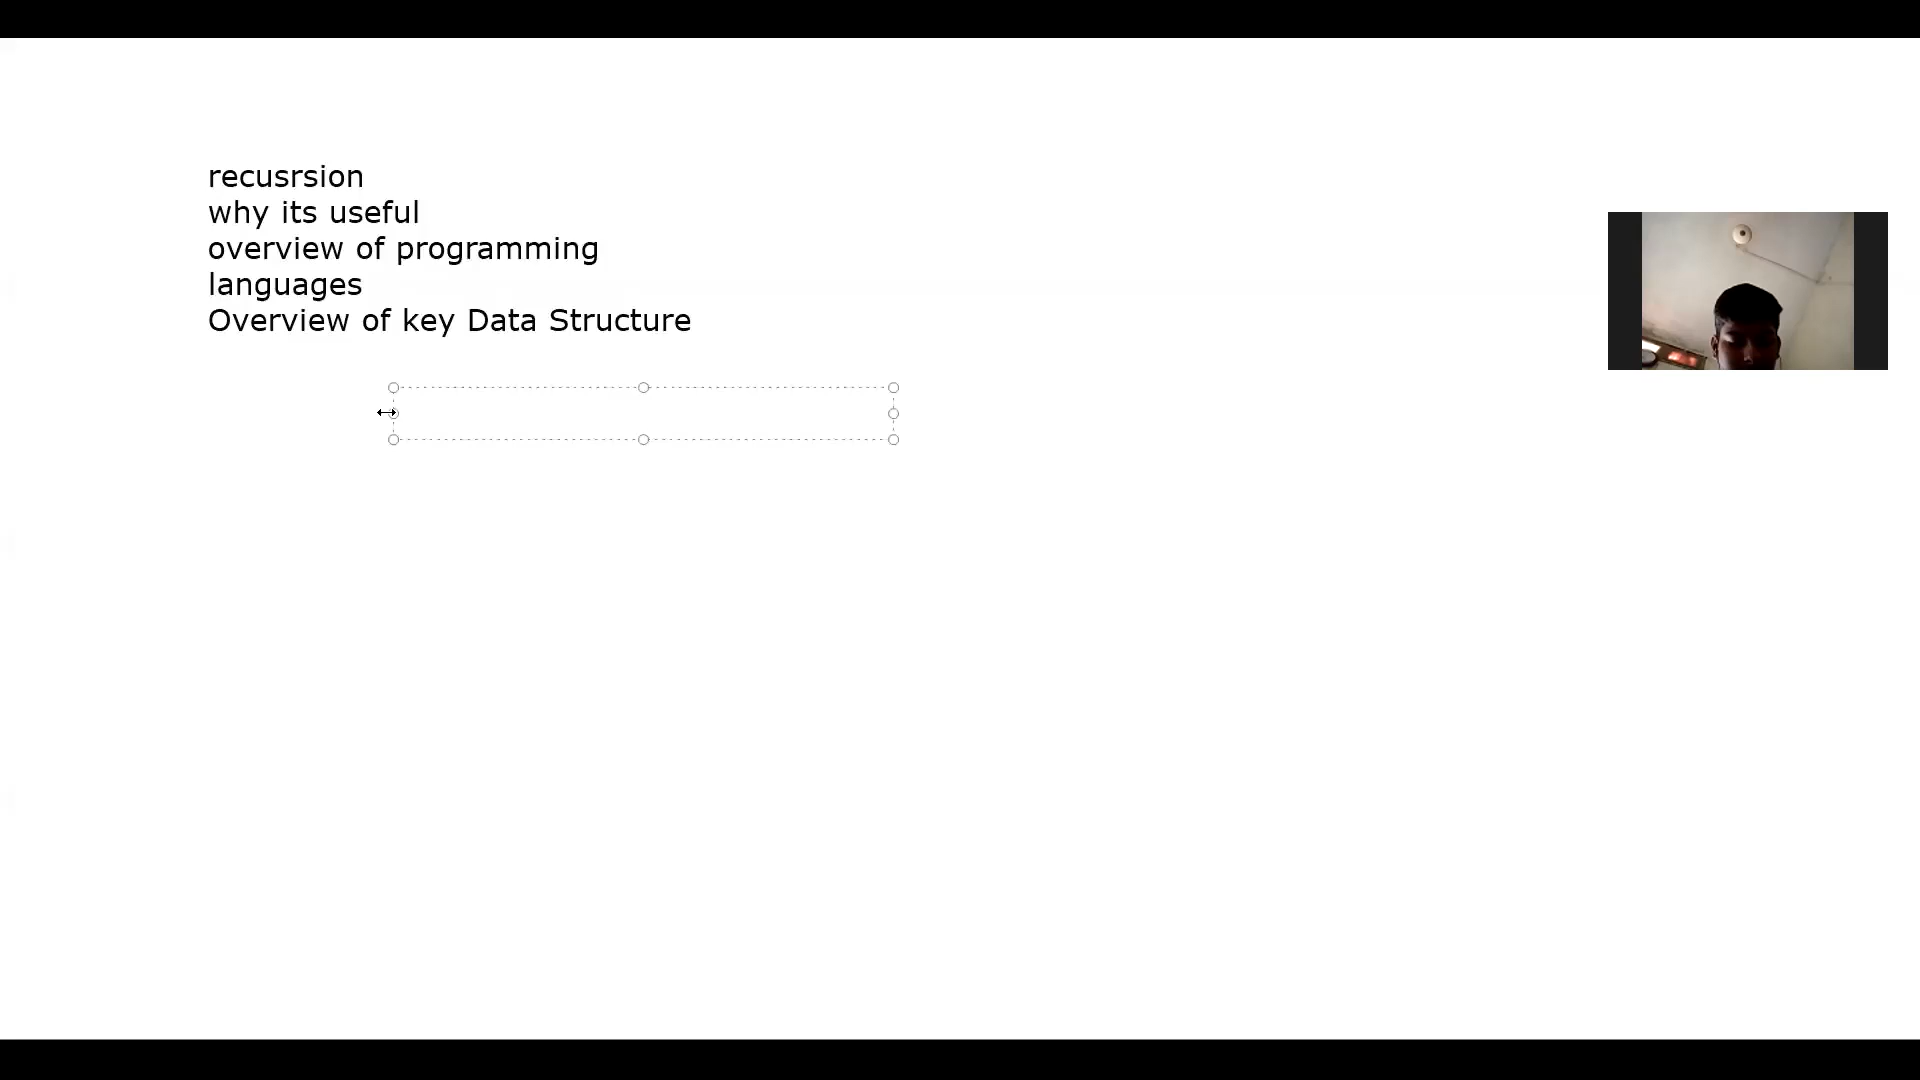 recusrsion
why its useful
overview of programming
languages
Overview of key Data Structure